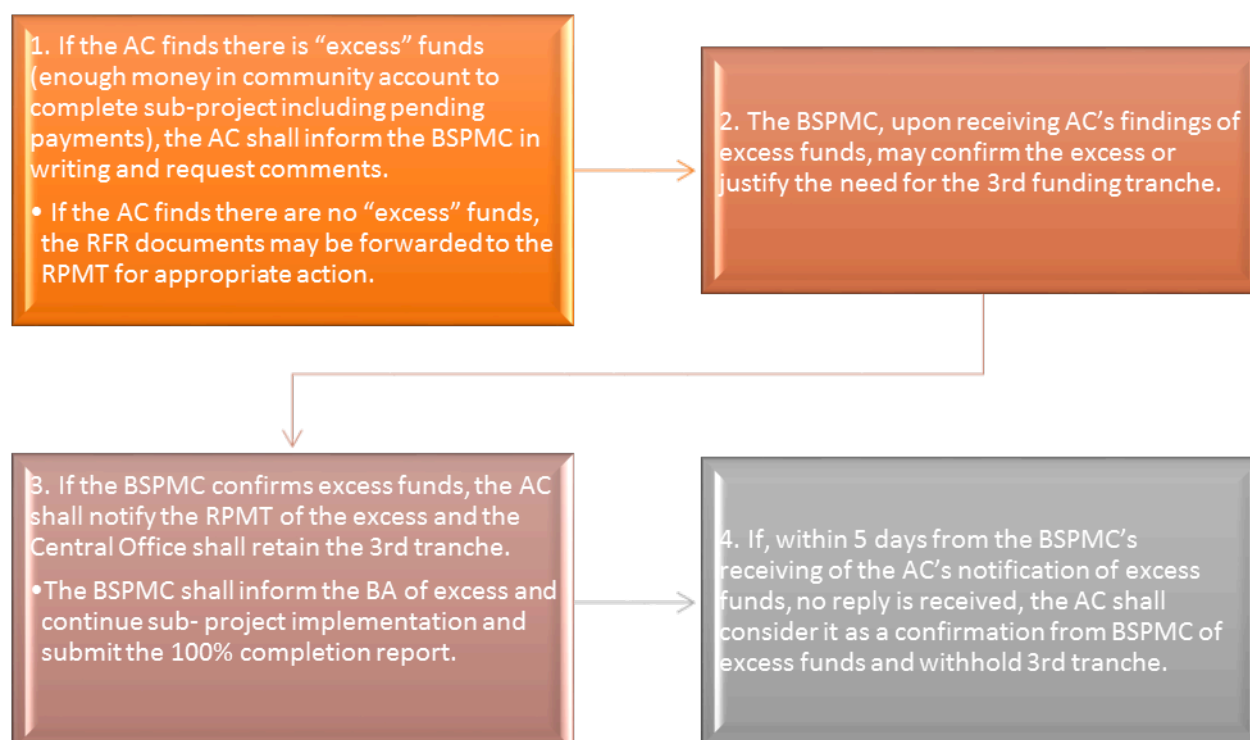 1. If the AC finds there is “excess” funds
(enough money in community account to
complete sub-project including pending
payments), the AC shall inform the BSPMC in
writing and request comments.
• If the AC finds there are no “excess” funds,
the RFR documents may be forwarded to the
RPMT for appropriate action.
2. The BSPMC, upon receiving AC’s findings of
excess funds, may confirm the excess or
justify the need for the 3rd funding tranche.
3. If the BSPMC confirms excess funds, the AC
shall notify the RPMT of the excess and the
Central Office shall retain the 3rd tranche.
•The BSPMC shall inform the BA of excess and
continue sub- project implementation and
submit the 100% completion report.
4. If, within 5 days from the BSPMC’s
receiving of the AC’s notification of excess
funds, no reply is received, the AC shall
consider it as a confirmation from BSPMC of
excess funds and withhold 3rd tranche.